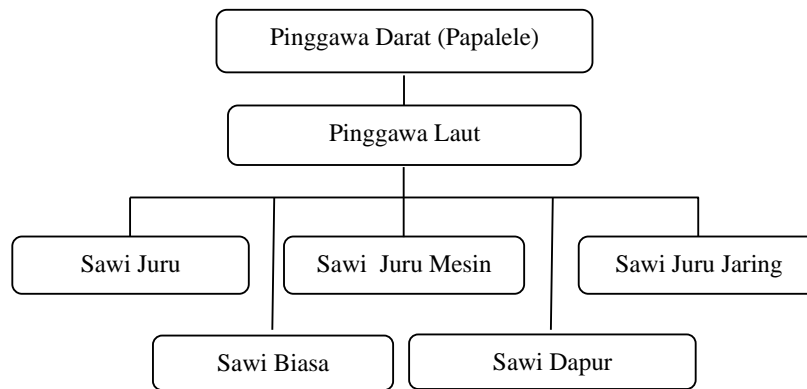 Pinggawa Darat (Papalele)
Pinggawa Laut
Sawi Juru
Sawi Juru Mesin
Sawi Juru Jaring
Sawi Biasa
Sawi Dapur